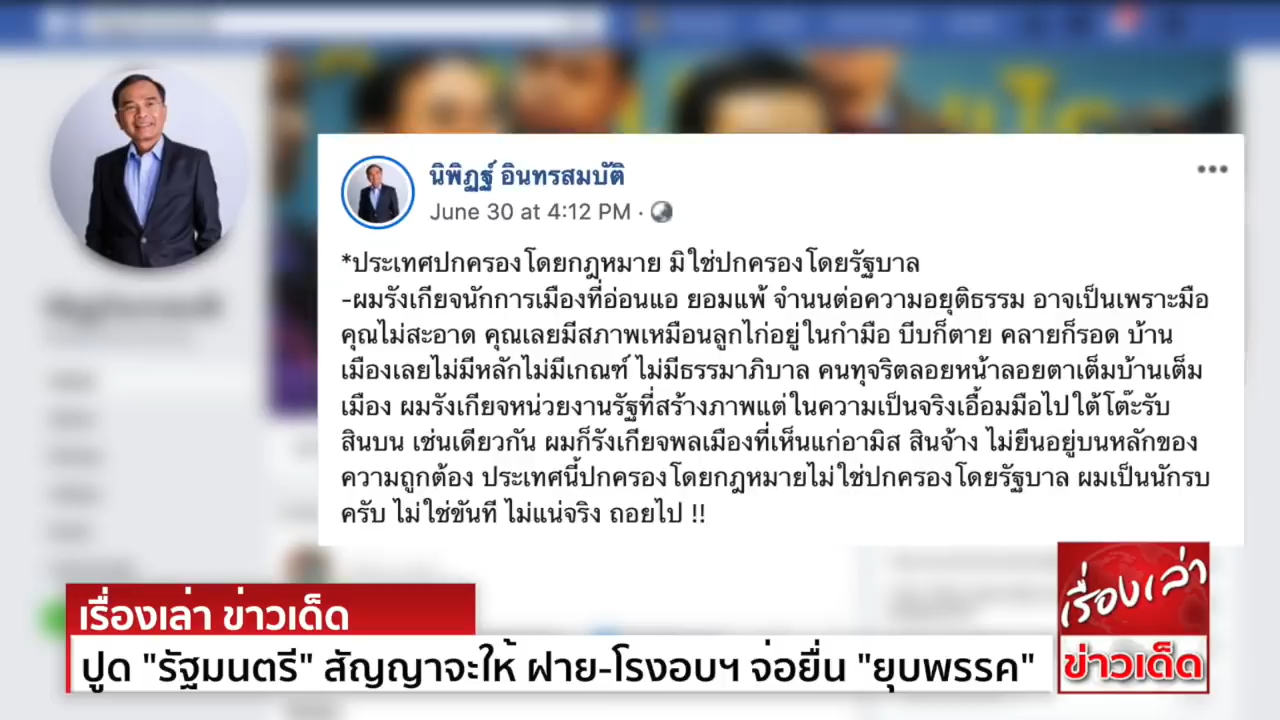 นิพิฏฐ์ อินทรสมบัติ
June 30 at 4:12 PM ·
*ประเทศปกครองโดยกฎหมาย มิใช่ปกครองโดยรัฐบาล
-ผมรังเกียจนักการเมืองที่อ่อนแอ ยอมแพ้ จำนนต่อความอยุติธรรม อาจเป็นเพราะมือ
คุณไม่สะอาด คุณเลยมีสภาพเหมือนลูกไก่อยู่ในกำมือ บีบก็ตาย คลายก็รอด บ้าน
เมืองเลยไม่มีหลักไม่มีเกณฑ์ ไม่มีธรรมาภิบาล คนทุจริตลอยหน้าลอยตาเต็มบ้านเต็ม
เมือง ผมรังเกียจหน่วยงานรัฐที่สร้างภาพแต่ในความเป็นจริงเอื้อมมือไปใต้โต๊ะรับ
สินบน เช่นเดียวกัน ผมก็รังเกียจพลเมืองที่เห็นแก่อามิส สินจ้าง ไม่ยืนอยู่บนหลักของ
ความถูกต้อง ประเทศนี้ปกครองโดยกฎหมายไม่ใช่ปกครองโดยรัฐบาล ผมเป็นนักรบ
ครับ ไม่ใช่ขันที ไม่แน่จริง ถอยไป !!
เรื่องเล่า ข่าวเด็ด
ปูด "รัฐมนตรี" สัญญาจะให้ ฝาย-โรงอบฯ จ่อยื่น "ยุบพรรค"
เรื่องเล่า
ข่าวเด็ด